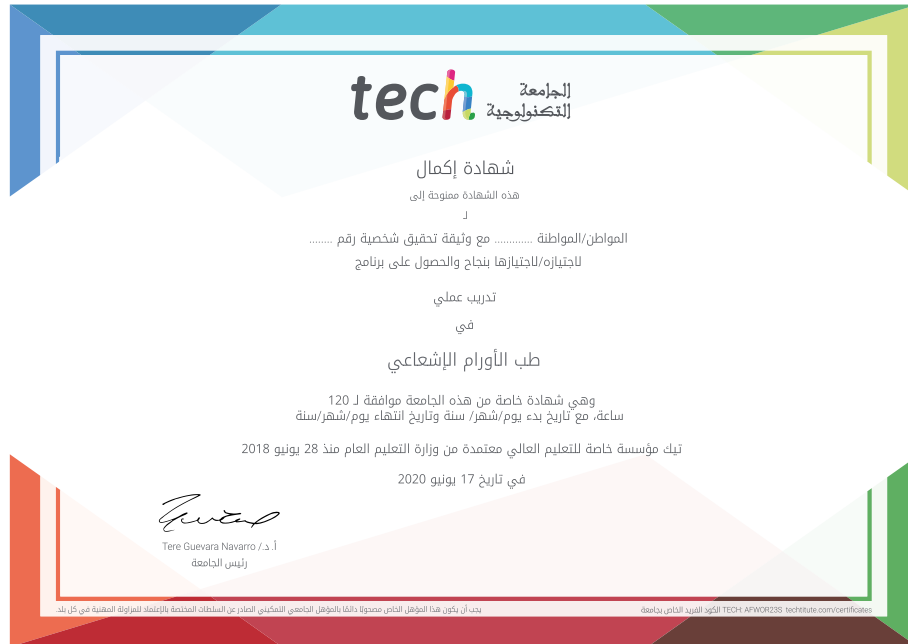 tech الجامعة
التكنولوجية
شهادة إكمال
هذه الشهادة ممنوحة إلى
لـ
المواطن/المواطنة ............. مع وثيقة تحقيق شخصية رقم ........
لاجتيازه/لاجتيازها بنجاح والحصول على برنامج
تدريب عملي
في
طب الأورام الإشعاعي
وهي شهادة خاصة من هذه الجامعة موافقة لـ 120
ساعة، مع تاريخ بدء يوم/شهر/ سنة وتاريخ انتهاء يوم/شهر/سنة
تيك مؤسسة خاصة للتعليم العالي معتمدة من وزارة التعليم العام منذ 28 يونيو 2018
في تاريخ 17 يونيو 2020
أ. د./ Tere Guevara Navarro
رئيس الجامعة
يجب أن يكون هذا المؤهل الخاص مصحوبًا دائمًا بالمؤهل الجامعي التمكيني الصادر عن السلطات المختصة بالإعتماد للمزاولة المهنية في كل بلد.
الكود الفريد الخاص بجامعة TECH: AFWOR23S techtitute.com/certificates